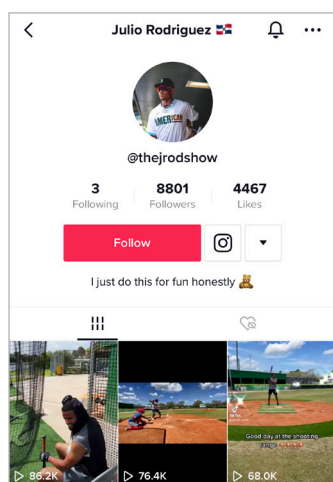 Julio Rodriguez 🇩🇴
AMERICAN
@thejrodshow
3 8801 4467
Following Followers Likes
Follow
I just do this for fun honestly 🧸
Good day at the shooting
range
86.2K 76.4K 68.0K